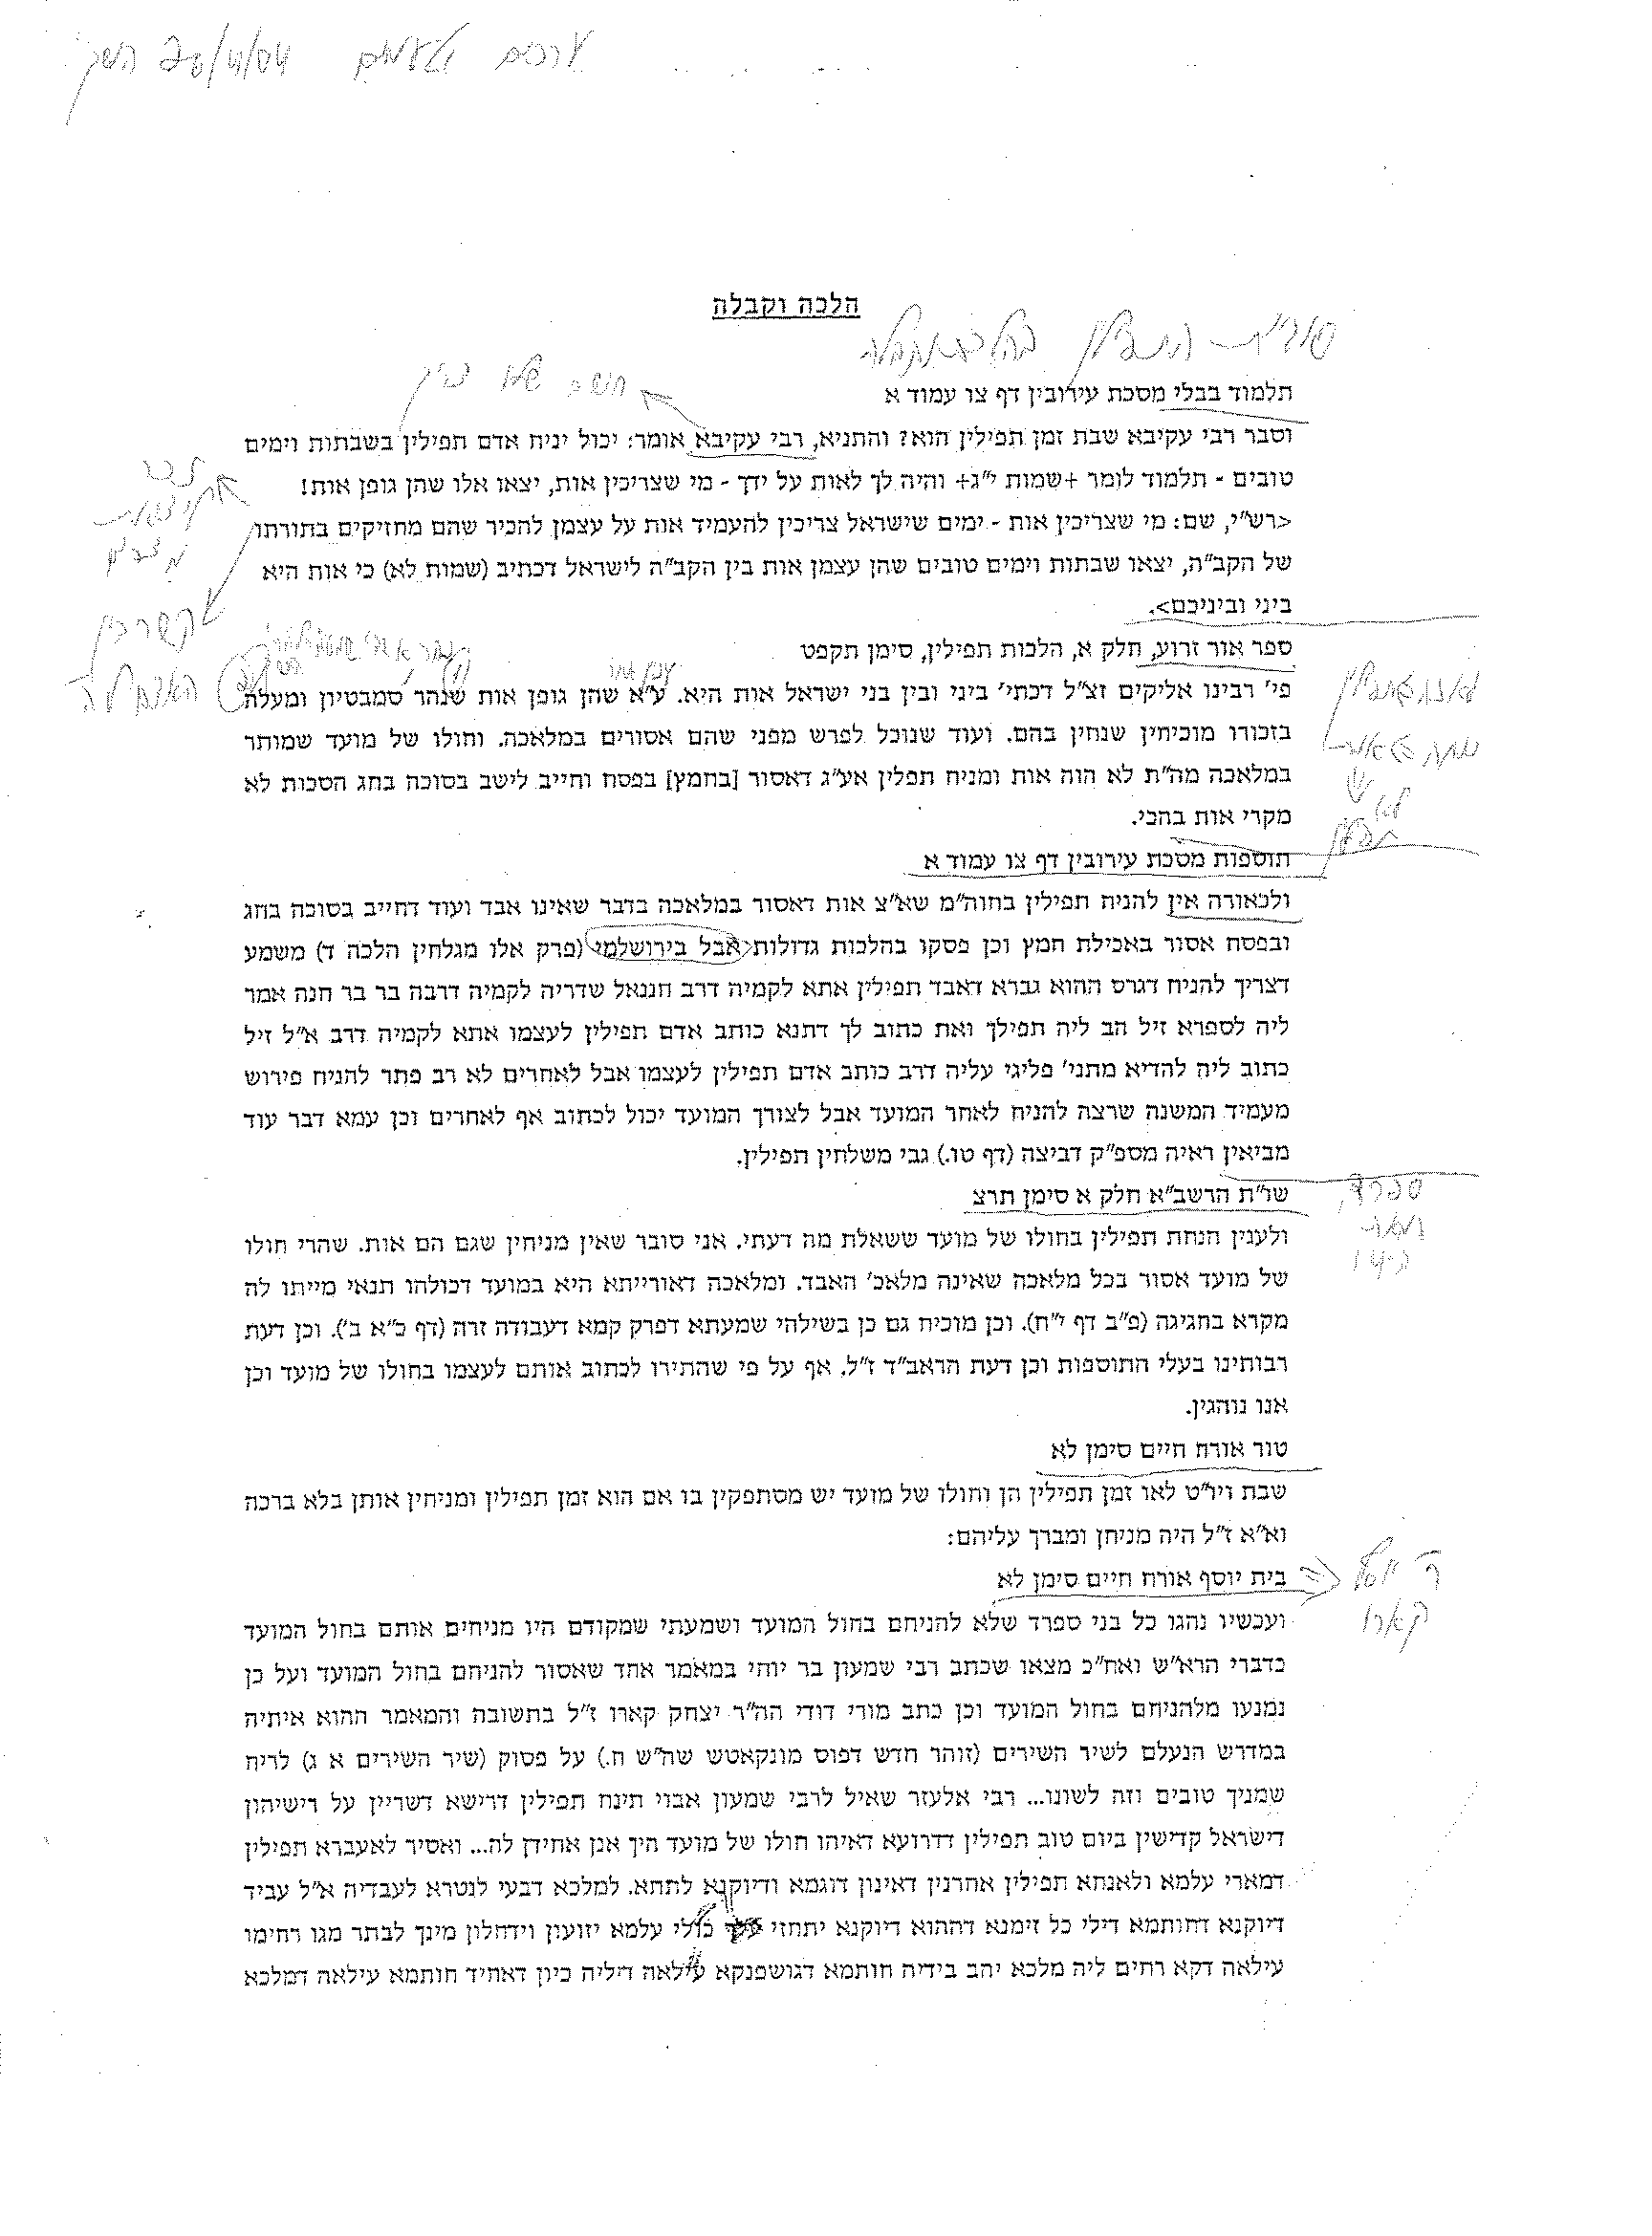 28/4/04
הלכה וקבלה
תלמוד בבלי מסכת עירובין דף צו עמוד א
וסבר רבי עקיבא שבת זמן תפילין הוא? והתניא, רבי עקיבא אומר: יכול יניח אדם תפילין בשבתות וימים
טובים - תלמוד לומר +שמות י"ג+ והיה לך לאות על ידך - מי שצריכין אות, יצאו אלו שהן גופן אות!
<רש"י, שם: מי שצריכין אות - ימים שישראל צריכין להעמיד אות על עצמן להכיר שהם מחזיקים בתורתו
של הקב"ה, יצאו שבתות וימים טובים שהן עצמן אות בין הקב"ה לישראל דכתיב (שמות לא) כי אות היא
ביני וביניכם>.
ספר אור זרוע, חלק א, הלכות תפילין, סימן תקפט
פי' רבינו אליקים זצ"ל דכתי' ביני ובין בני ישראל אות היא. ע"א שהן גופן אות שנהר סמבטיון ומעלה
בזכורו מוכיחין שנחין בהם. ועוד שנוכל לפרש מפני שהם אסורים במלאכה. וחולו של מועד שמותר
במלאכה מה"ת לא הוה אות ומניח תפלין אע"ג דאסור [בחמץ] בפסח וחייב לישב בסוכה בחג הסכות לא
מקרי אות בהכי.
תוספות מסכת עירובין דף צו עמוד א
ולכאורה אין להניח תפילין בחוה"מ שא"צ אות דאסור במלאכה בדבר שאינו אבד ועוד דחייב בסוכה בחג
ובפסח אסור באכילת חמץ וכן פסקו בהלכות גדולות אבל בירושלמי (פרק אלו מגלחין הלכה ד) משמע
דצריך להניח דגרס ההוא גברא דאבד תפילין אתא לקמיה דרב חננאל שדריה לקמיה דרבה בר בר חנה אמר
ליה לספרא זיל הב ליה תפילך ואת כתוב לך דתנא כותב אדם תפילין לעצמו אתא לקמיה דרב א"ל זיל
כתוב ליה להדיא מתני' פליגי עליה דרב כותב אדם תפילין לעצמו אבל לאחרים לא רב פתר להניח פירוש
מעמיד המשנה שרצה להניח לאחר המועד אבל לצורך המועד יכול לכתוב אף לאחרים וכן עמא דבר עוד
מביאין ראיה מספ"ק דביצה (דף טו.) גבי משלחין תפילין.
שו"ת הרשב"א חלק א סימן תרצ
ולענין הנחת תפילין בחולו של מועד ששאלת מה דעתי. אני סובר שאין מניחין שגם הם אות. שהרי חולו
של מועד אסור בכל מלאכה שאינה מלאכ' האבד. ומלאכה דאורייתא היא במועד דכולהו תנאי מייתו לה
מקרא בחגיגה (פ"ב דף י"ח). וכן מוכיח גם כן בשילהי שמעתא דפרק קמא דעבודה זרה (דף כ"א ב'). וכן דעת
רבותינו בעלי התוספות וכן דעת הראב"ד ז"ל. אף על פי שהתירו לכתוב אותם לעצמו בחולו של מועד וכן
אנו נוהגין.
טור אורח חיים סימן לא
שבת וי"ט לאו זמן תפילין הן וחולו של מועד יש מסתפקין בו אם הוא זמן תפילין ומניחין אותן בלא ברכה
וא"א ז"ל היה מניחן ומברך עליהם:
בית יוסף אורח חיים סימן לא
ר' יוסף
קארו
ועכשיו נהגו כל בני ספרד שלא להניחם בחול המועד ושמעתי שמקודם היו מניחים אותם בחול המועד
כדברי הרא"ש ואח"כ מצאו שכתב רבי שמעון בר יוחי במאמר אחד שאסור להניחם בחול המועד ועל כן
נמנעו מלהניחם בחול המועד וכן כתב מורי דודי הה"ר יצחק קארו ז"ל בתשובה והמאמר ההוא איתיה
במדרש הנעלם לשיר השירים (זוהר חדש דפוס מונקאטש שה"ש ח.) על פסוק (שיר השירים א ג) לריח
שמניך טובים וזה לשונו... רבי אלעזר שאיל לרבי שמעון אבוי תינח תפילין דרישא דשריין על רישיהון
דישראל קדישין ביום טוב תפילין דדרועא דאיהו חולו של מועד היך אנן אחידן לה... ואסיר לאעברא תפילין
דמארי עלמא ולאנחא תפילין אחרנין דאינון דוגמא ודיוקנא לתתא. למלכא דבעי לנטרא לעבדיה א"ל עביד
דיוקנא דחותמא דילי כל זימנא דההוא דיוקנא יתחזי כולי עלמא יזועון וידחלון מינך לבתר מגו רחימו
עילאה דקא רחים ליה מלכא יהב בידיה חותמא דגושפנקא עילאה דיליה כיון דאחיד חותמא עילאה דמלכא